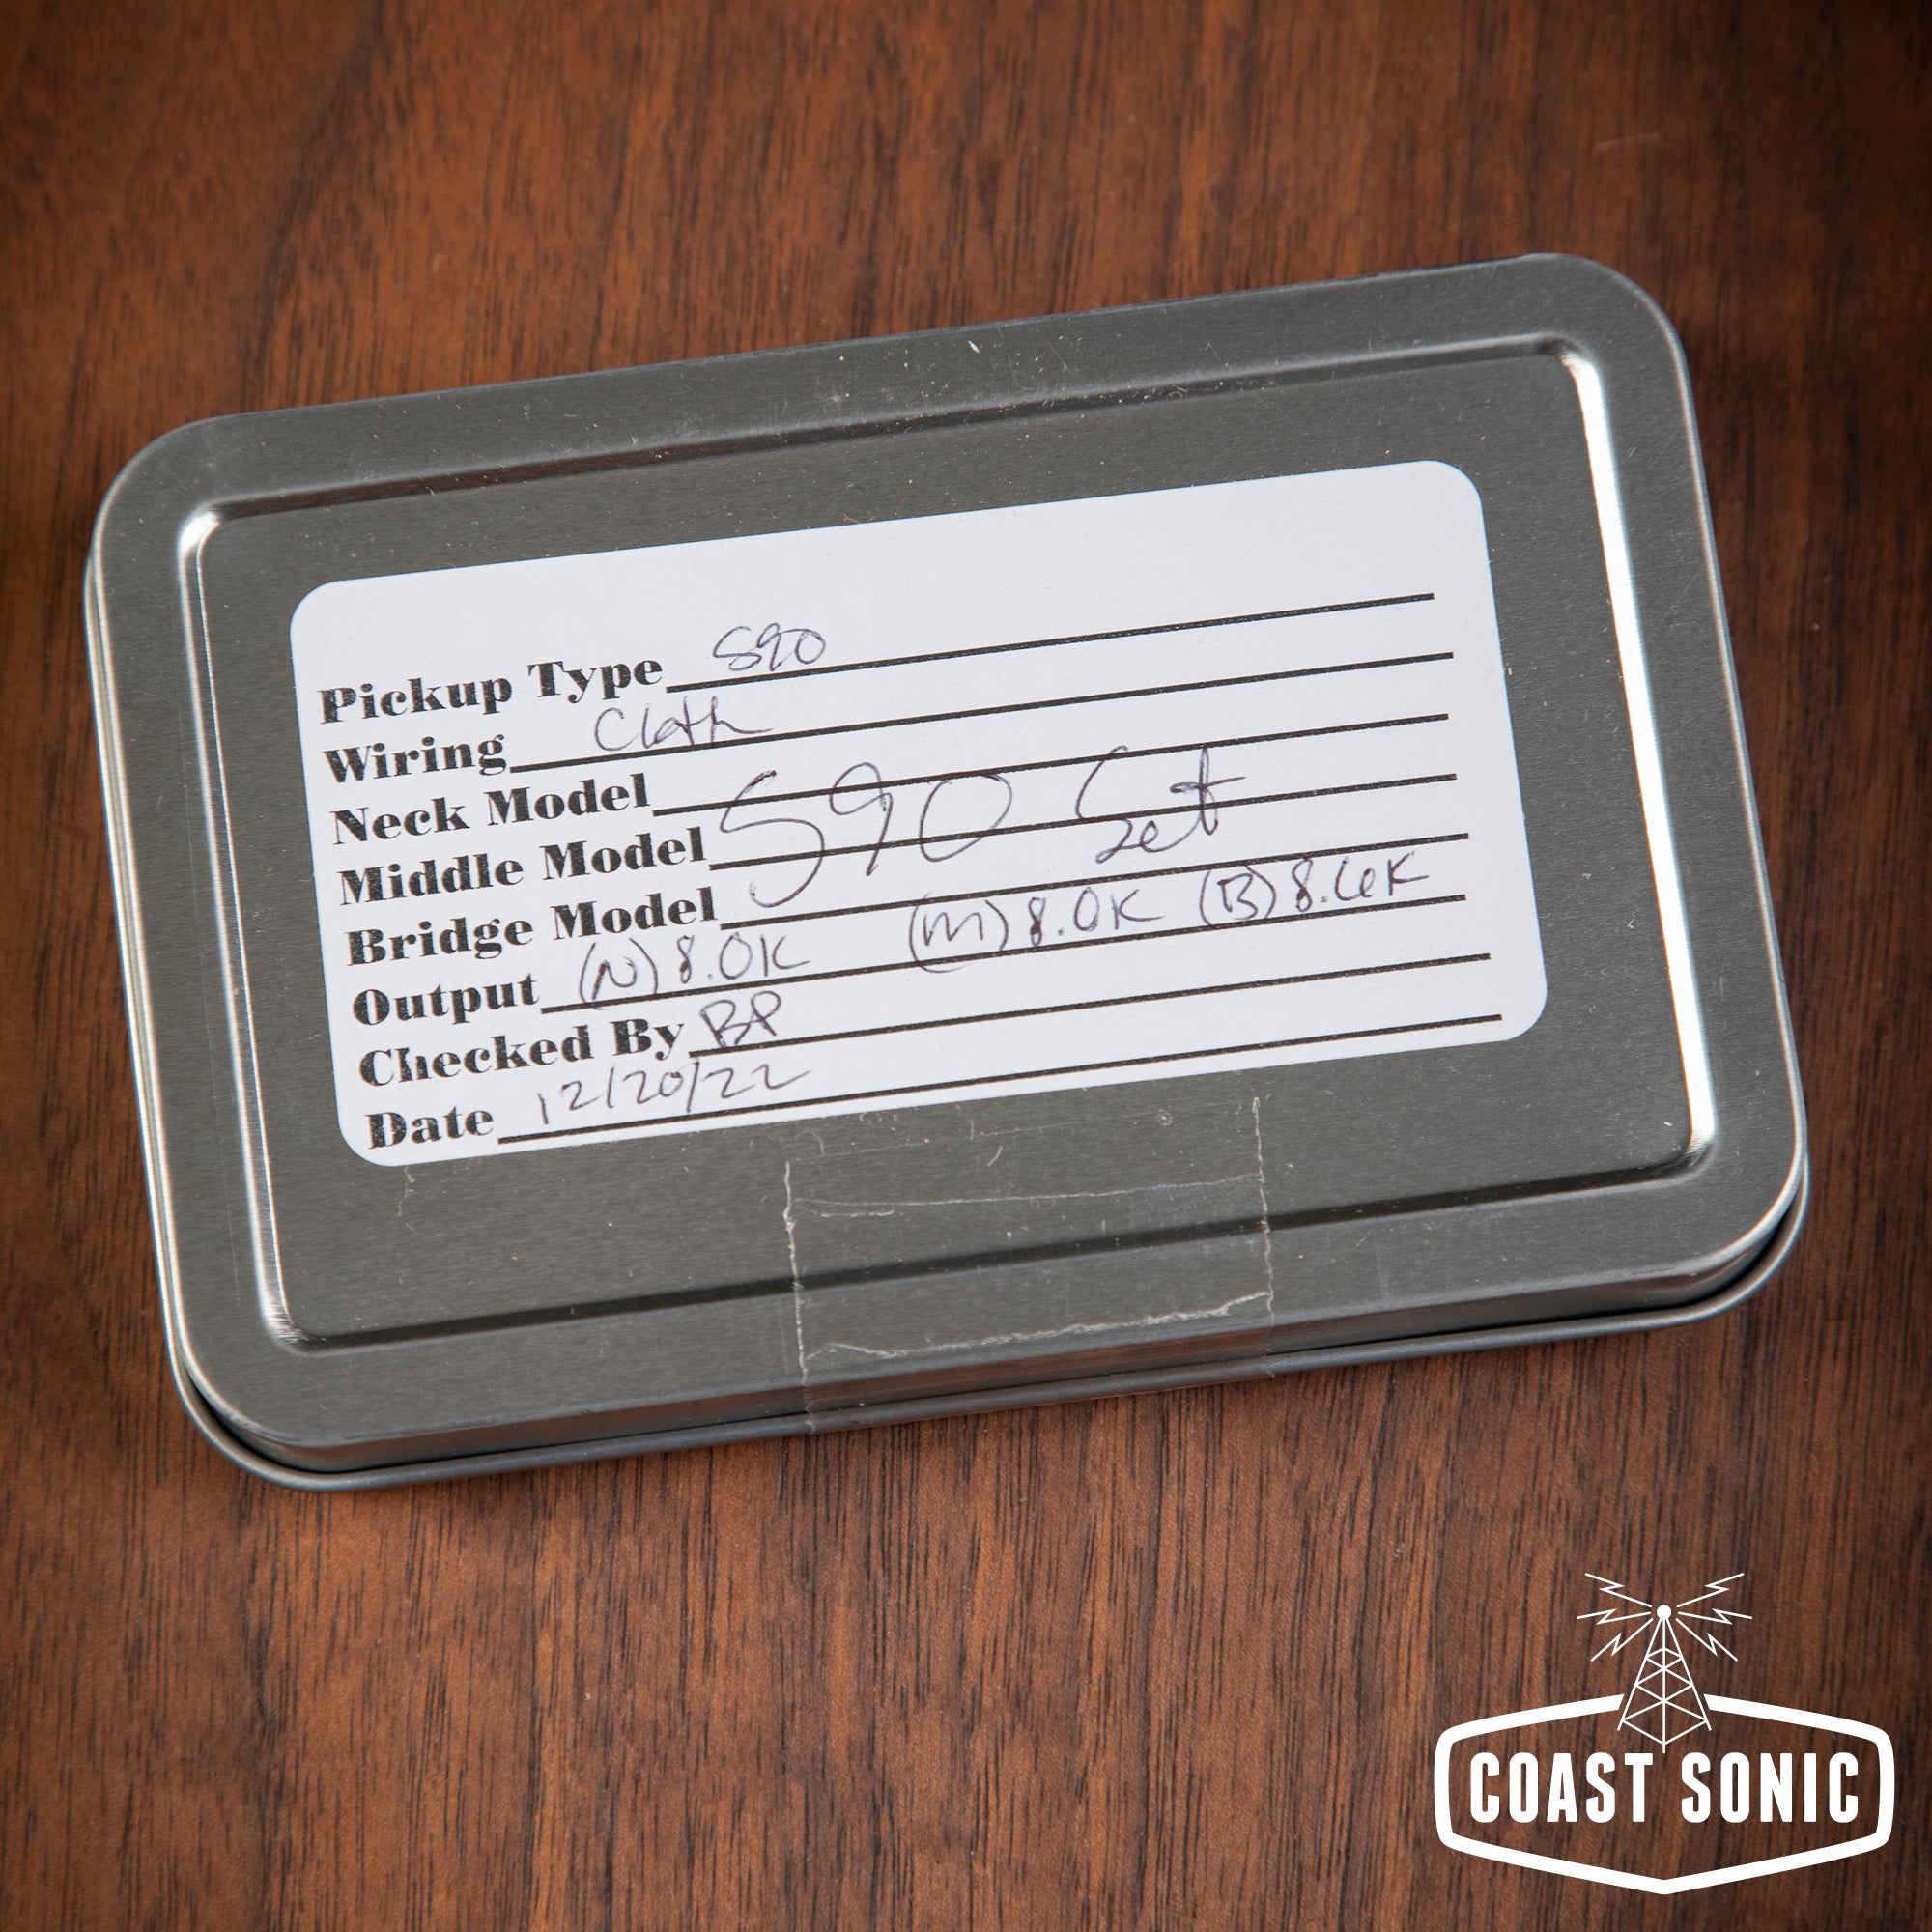 Pickup Type S90
Wiring Cloth
Neck Model
Middle Model S90 Set
Bridge Model
Output (N) 8.0K (M) 8.0K (B) 8.6K
Checked By BP
Date 12/20/22
COAST SONIC